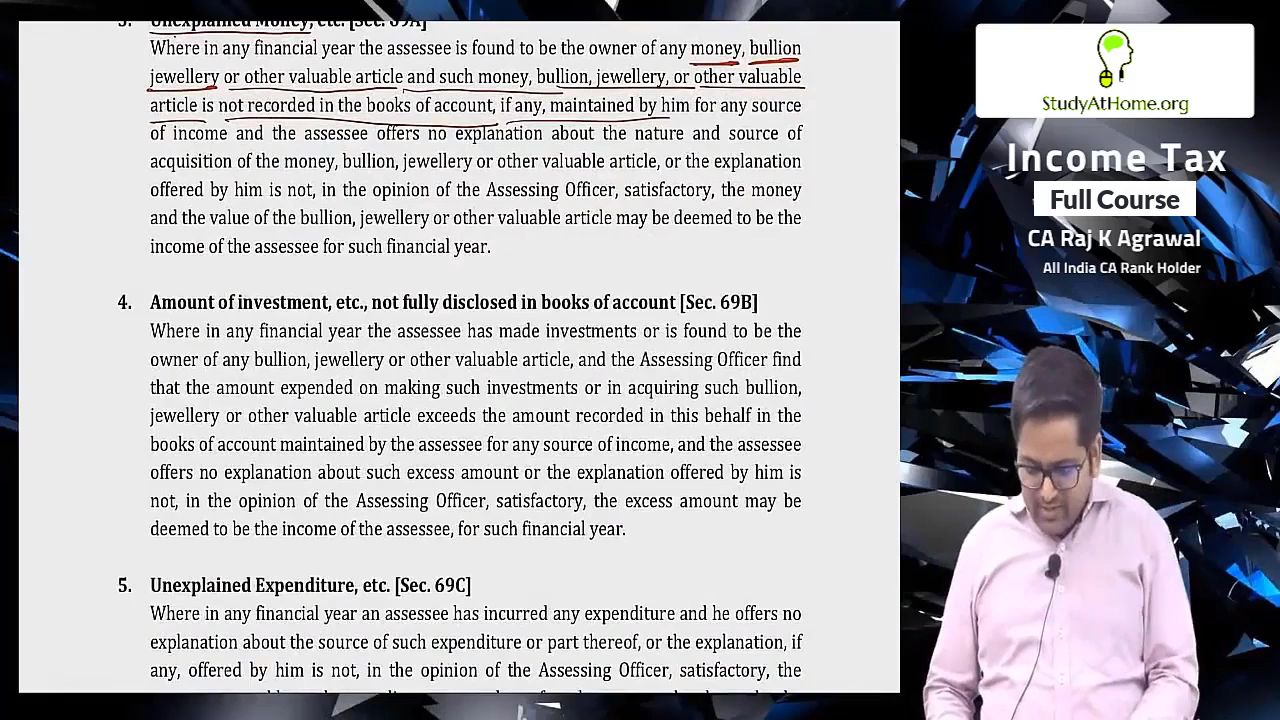 3. Unexplained Money, etc. [Sec. 69A]
Where in any financial year the assessee is found to be the owner of any money, bullion
jewellery or other valuable article and such money, bullion, jewellery, or other valuable
article is not recorded in the books of account, if any, maintained by him for any source
of income and the assessee offers no explanation about the nature and source of
acquisition of the money, bullion, jewellery or other valuable article, or the explanation
offered by him is not, in the opinion of the Assessing Officer, satisfactory, the money
and the value of the bullion, jewellery or other valuable article may be deemed to be the
income of the assessee for such financial year.
4. Amount of investment, etc., not fully disclosed in books of account [Sec. 69B]
Where in any financial year the assessee has made investments or is found to be the
owner of any bullion, jewellery or other valuable article, and the Assessing Officer find
that the amount expended on making such investments or in acquiring such bullion,
jewellery or other valuable article exceeds the amount recorded in this behalf in the
books of account maintained by the assessee for any source of income, and the assessee
offers no explanation about such excess amount or the explanation offered by him is
not, in the opinion of the Assessing Officer, satisfactory, the excess amount may be
deemed to be the income of the assessee, for such financial year.
5. Unexplained Expenditure, etc. [Sec. 69C]
Where in any financial year an assessee has incurred any expenditure and he offers no
explanation about the source of such expenditure or part thereof, or the explanation, if
any, offered by him is not, in the opinion of the Assessing Officer, satisfactory, the
StudyAtHome.org
Income Tax
Full Course
CA Raj K Agrawal
All India CA Rank Holder